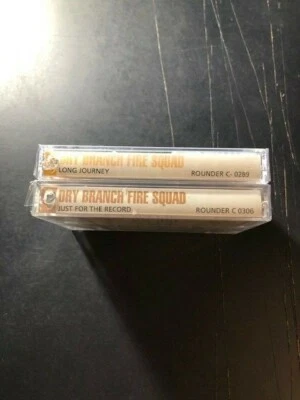 DRY BRANCH FIRE SQUAD
LONG JOURNEY ROUNDER C- 0289
DRY BRANCH FIRE SQUAD
JUST FOR THE RECORD ROUNDER C 0306